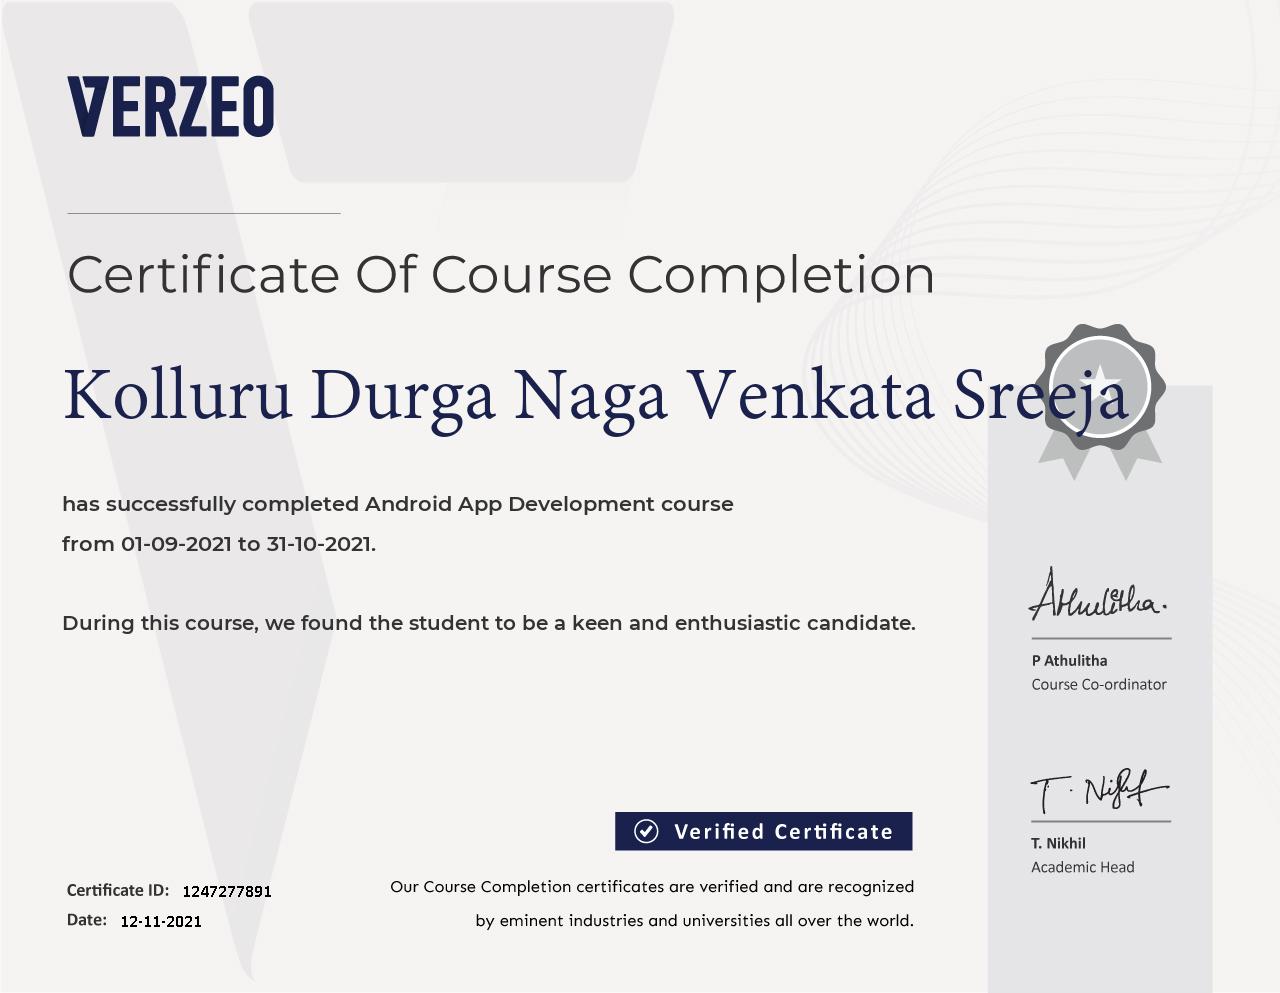 VERZEO
Certificate Of Course Completion
Kolluru Durga Naga Venkata Sreeja
has successfully completed Android App Development course
from 01-09-2021 to 31-10-2021.
During this course, we found the student to be a keen and enthusiastic candidate.
Athulitha.
P Athulitha
Course Co-ordinator
T. Nikhil
T. Nikhil
Academic Head
Verified Certificate
Our Course Completion certificates are verified and are recognized
by eminent industries and universities all over the world.
Certificate ID: 1247277891
Date: 12-11-2021